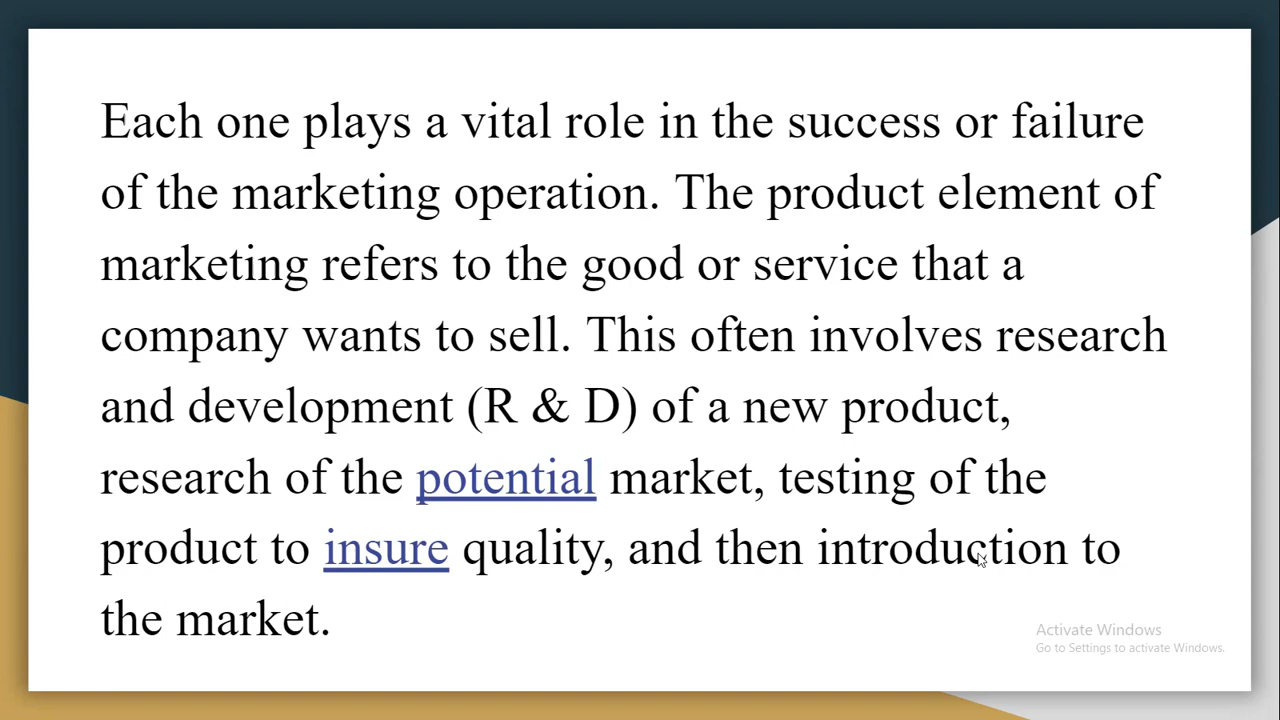 Each one plays a vital role in the success or failure
of the marketing operation. The product element of
marketing refers to the good or service that a
company wants to sell. This often involves research
and development (R & D) of a new product,
research of the potential market, testing of the
product to insure quality, and then introduction to
the market.
Activate Windows
Go to Settings to activate Windows.